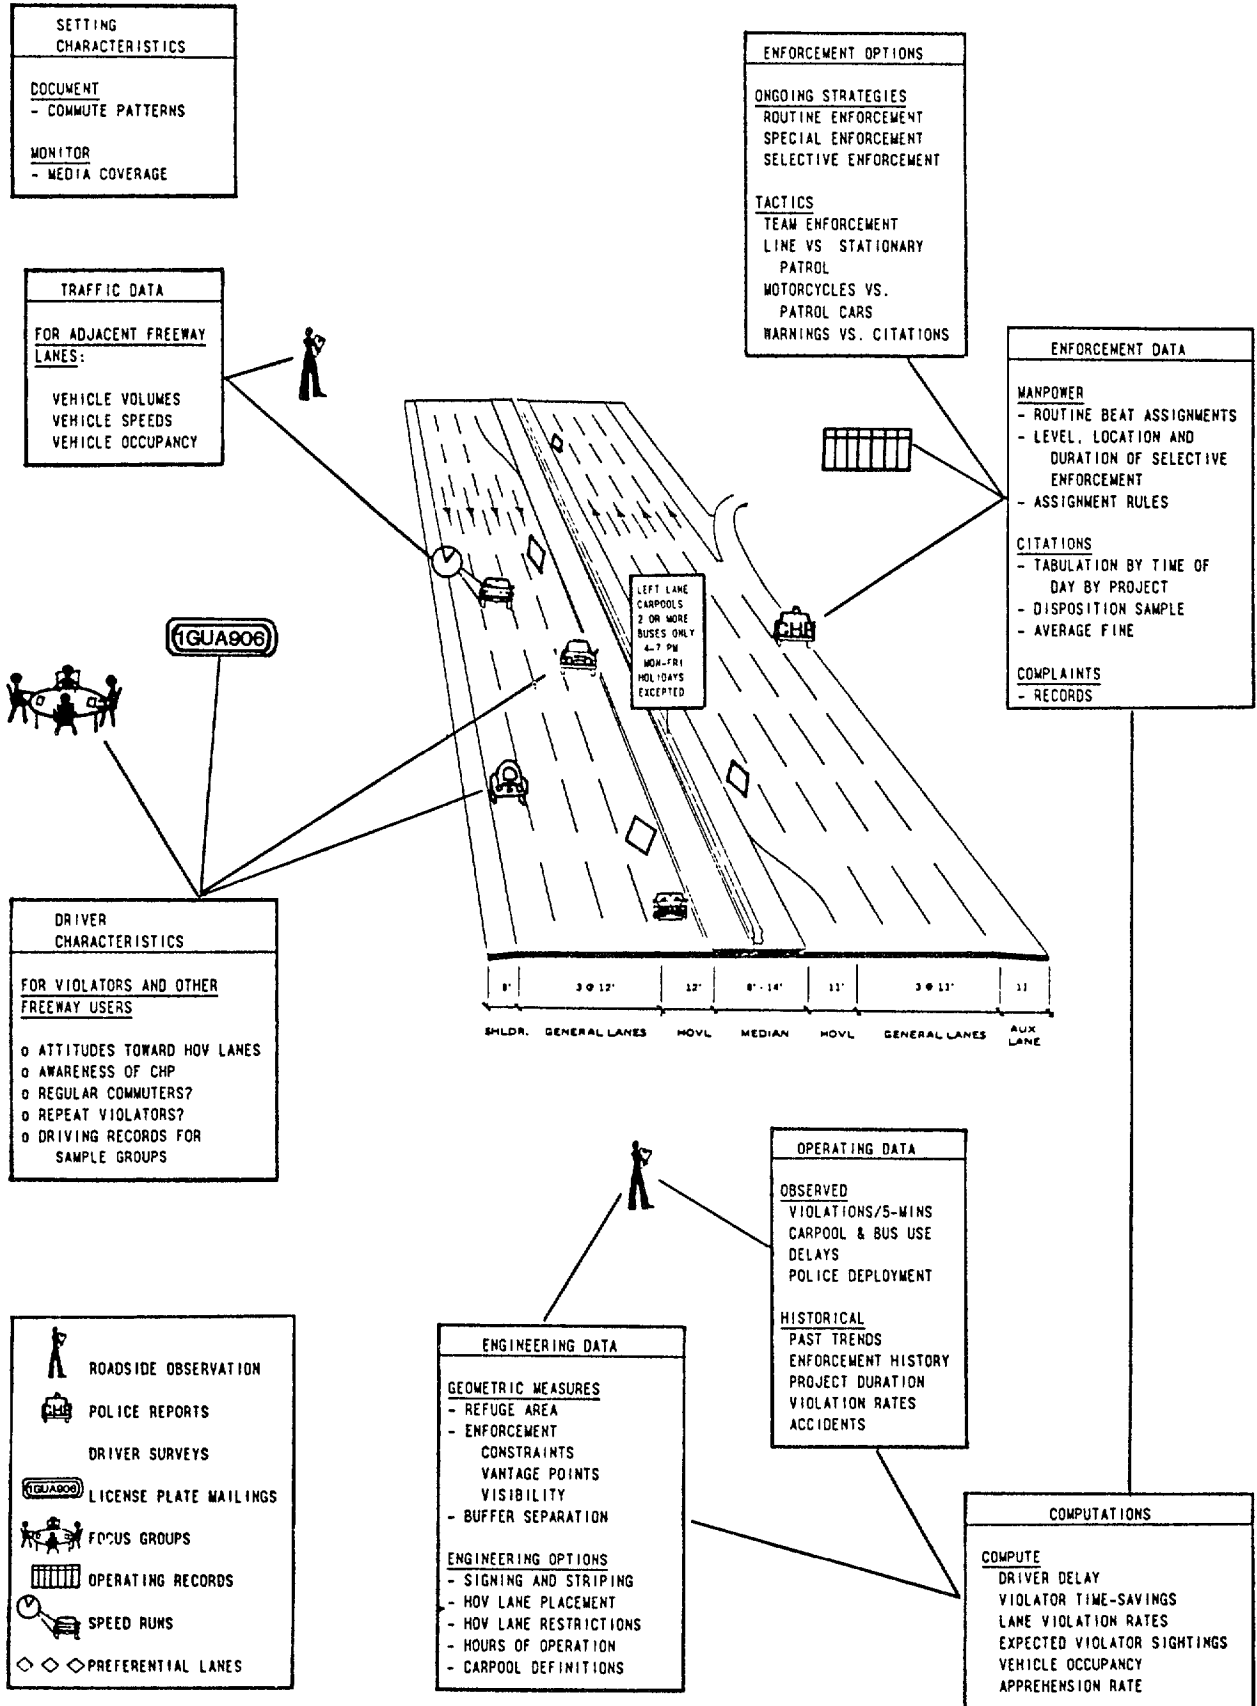 SETTING
CHARACTERISTICS
DOCUMENT
- COMMUTE PATTERNS
MONITOR
- MEDIA COVERAGE
ENFORCEMENT OPTIONS
ONGOING STRATEGIES
ROUTINE ENFORCEMENT
SPECIAL ENFORCEMENT
SELECTIVE ENFORCEMENT
TACTICS
TEAM ENFORCEMENT
LINE VS STATIONARY
PATROL
MOTORCYCLES VS.
PATROL CARS
WARNINGS VS. CITATIONS
TRAFFIC DATA
FOR ADJACENT FREEWAY
LANES:
VEHICLE VOLUMES
VEHICLE SPEEDS
VEHICLE OCCUPANCY
ENFORCEMENT DATA
MANPOWER
- ROUTINE BEAT ASSIGNMENTS
- LEVEL, LOCATION AND
DURATION OF SELECTIVE
ENFORCEMENT
- ASSIGNMENT RULES
CITATIONS
- TABULATION BY TIME OF
DAY BY PROJECT
- DISPOSITION SAMPLE
- AVERAGE FINE
COMPLAINTS
- RECORDS
LEFT LANE
CARPOOLS
2 OR MORE
BUSES ONLY
4-7 PM
MON-FRI
HOLIDAYS
EXCEPTED
CHP
1GUA906
DRIVER
CHARACTERISTICS
FOR VIOLATORS AND OTHER
FREEWAY USERS
o ATTITUDES TOWARD HOV LANES
o AWARENESS OF CHP
o REGULAR COMMUTERS?
o REPEAT VIOLATORS?
o DRIVING RECORDS FOR
SAMPLE GROUPS
8' 3 @ 12' 12' 8' - 14' 11' 3 @ 11' 11
SHLDR. GENERAL LANES HOVL MEDIAN HOVL GENERAL LANES AUX
LANE
OPERATING DATA
OBSERVED
VIOLATIONS/5-MINS
CARPOOL & BUS USE
DELAYS
POLICE DEPLOYMENT
HISTORICAL
PAST TRENDS
ENFORCEMENT HISTORY
PROJECT DURATION
VIOLATION RATES
ACCIDENTS
ROADSIDE OBSERVATION
CHP POLICE REPORTS
DRIVER SURVEYS
1GUA906 LICENSE PLATE MAILINGS
FOCUS GROUPS
OPERATING RECORDS
SPEED RUNS
PREFERENTIAL LANES
ENGINEERING DATA
GEOMETRIC MEASURES
- REFUGE AREA
- ENFORCEMENT
CONSTRAINTS
VANTAGE POINTS
VISIBILITY
- BUFFER SEPARATION
ENGINEERING OPTIONS
- SIGNING AND STRIPING
- HOV LANE PLACEMENT
- HOV LANE RESTRICTIONS
- HOURS OF OPERATION
- CARPOOL DEFINITIONS
COMPUTATIONS
COMPUTE
DRIVER DELAY
VIOLATOR TIME-SAVINGS
LANE VIOLATION RATES
EXPECTED VIOLATOR SIGHTINGS
VEHICLE OCCUPANCY
APPREHENSION RATE